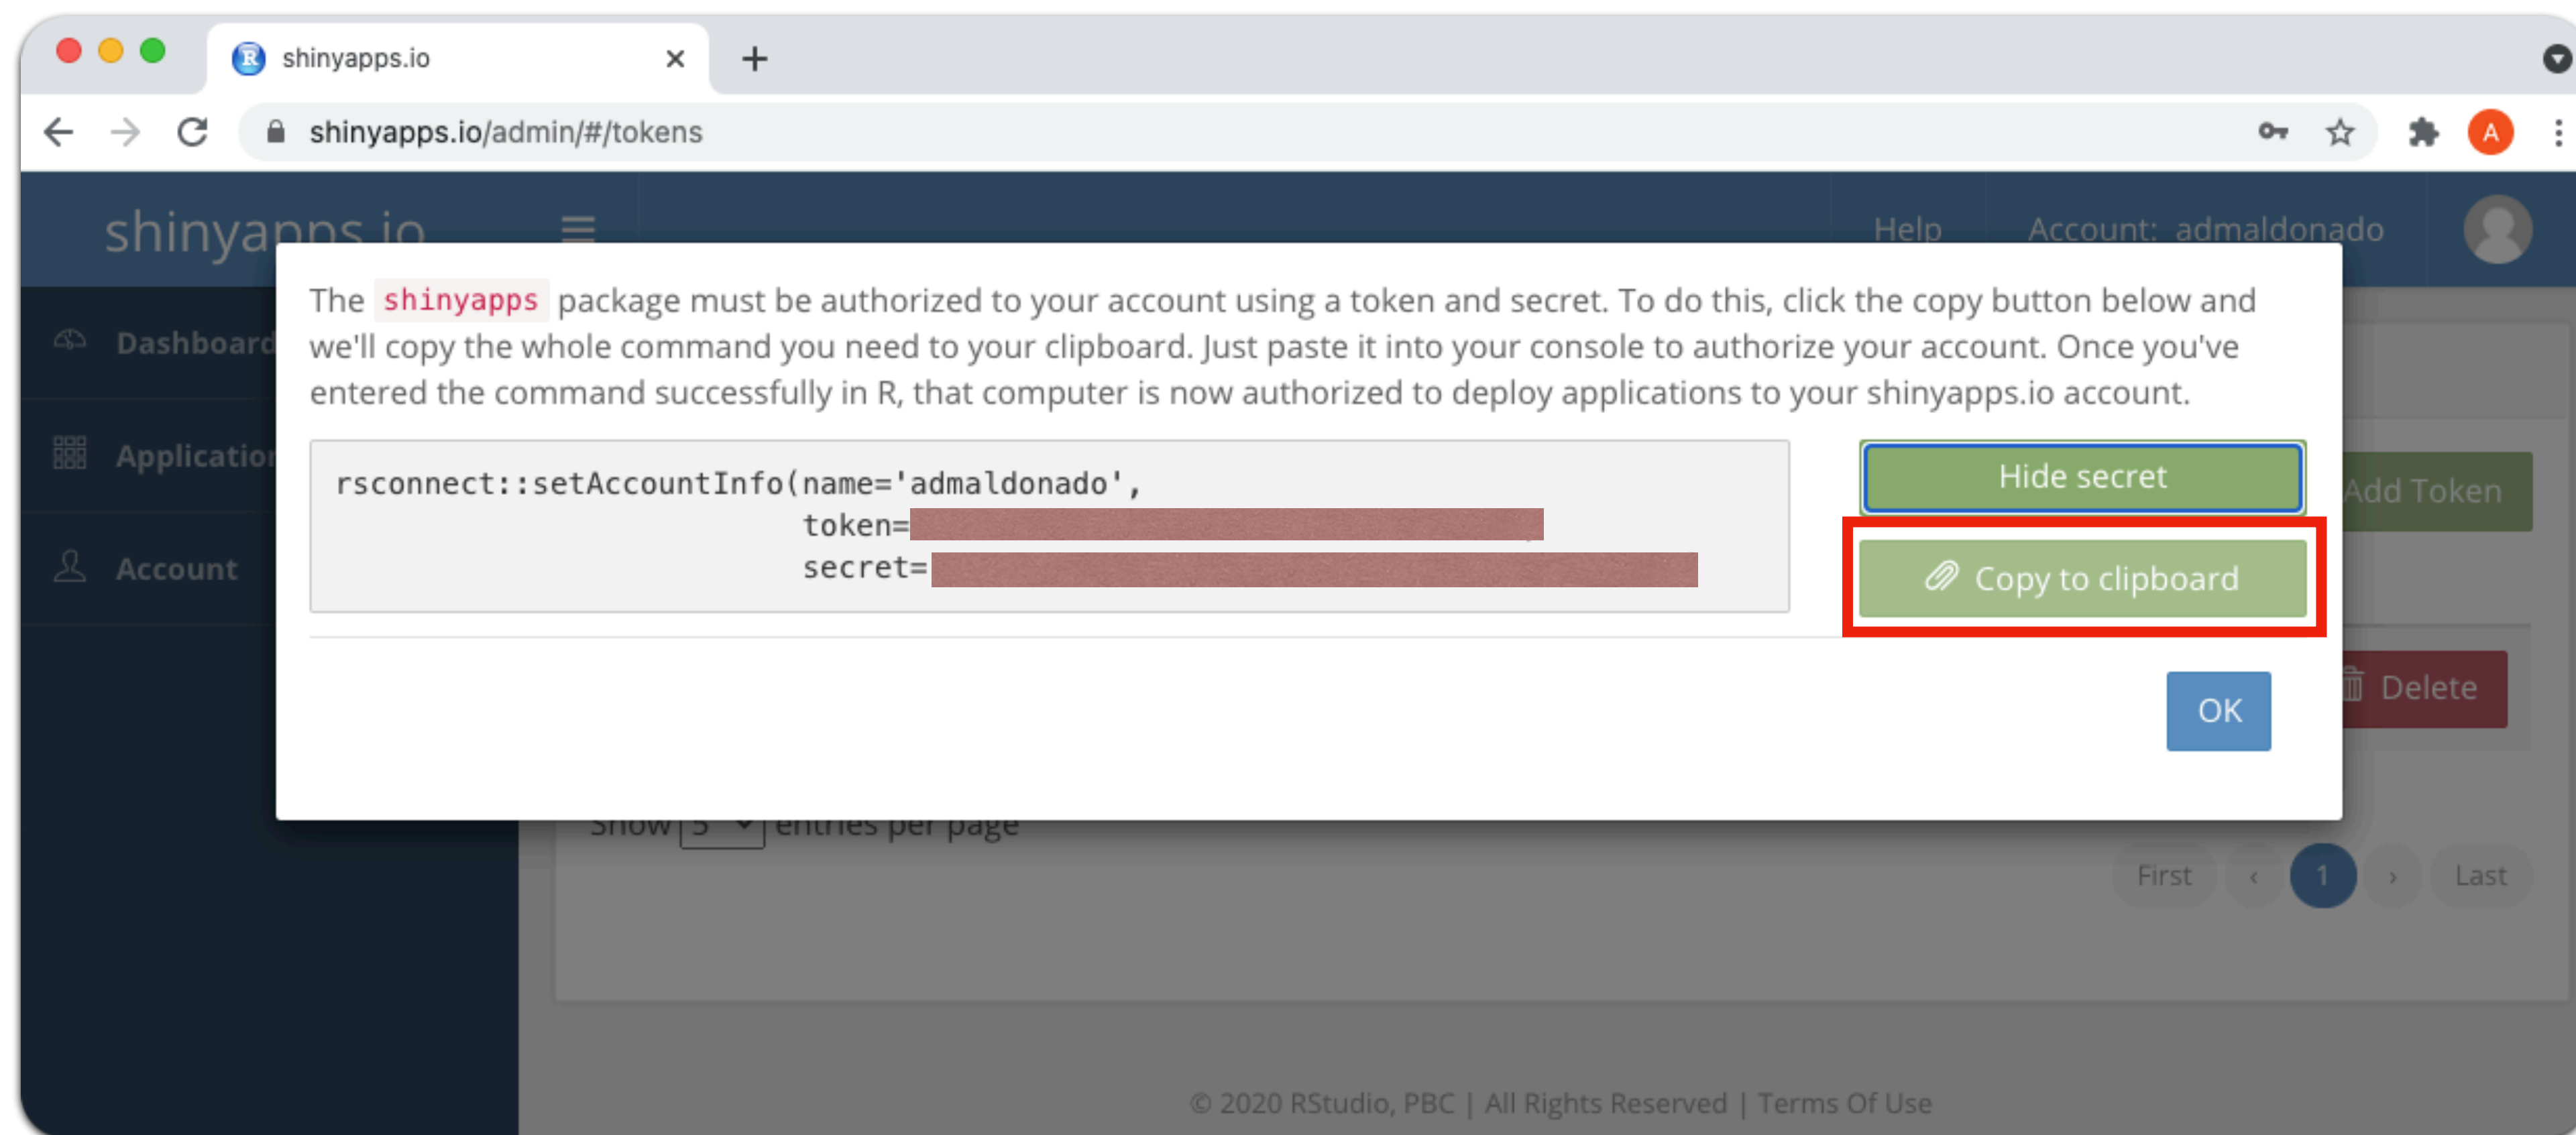 shinyapps.io
shinyapps.io/admin/#/tokens
A
shinyapps.io
Help
Account: admaldonado
The shinyapps package must be authorized to your account using a token and secret. To do this, click the copy button below and
we'll copy the whole command you need to your clipboard. Just paste it into your console to authorize your account. Once you've
entered the command successfully in R, that computer is now authorized to deploy applications to your shinyapps.io account.
Dashboard
Application
Account
rsconnect::setAccountInfo(name='admaldonado',
token=
secret=
Hide secret
Copy to clipboard
Add Token
OK
Delete
Show 5 entries per page
First ‹ 1 › Last
© 2020 RStudio, PBC | All Rights Reserved | Terms Of Use